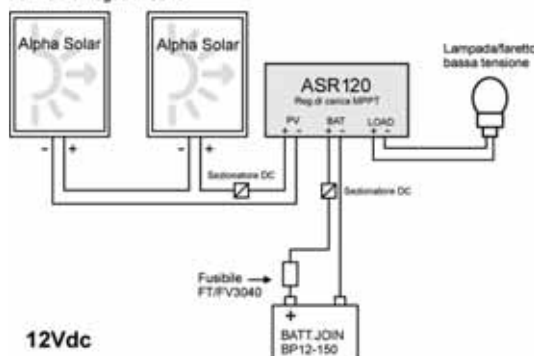 Alpha Solar
Alpha Solar
Lampada/faretto
bassa tensione
ASR120
Reg.di carica MPPT
PV BAT LOAD
+ - + - + -
- + - +
Sezionatore DC
Sezionatore DC
Fusibile
FT/FV3040
+
12Vdc
BATT.JOIN
BP12-150